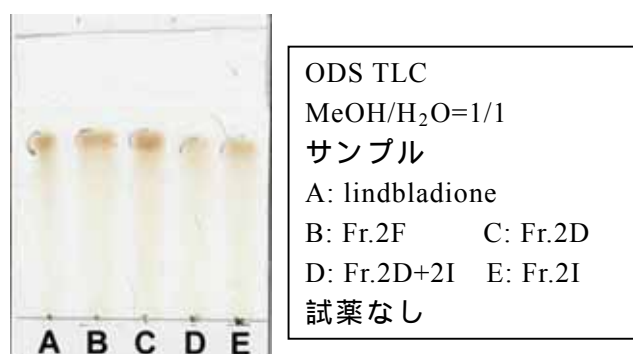 A B C D E
ODS TLC
MeOH/H₂O=1/1
サンプル
A: lindbladione
B: Fr.2F C: Fr.2D
D: Fr.2D+2I E: Fr.2I
試薬なし